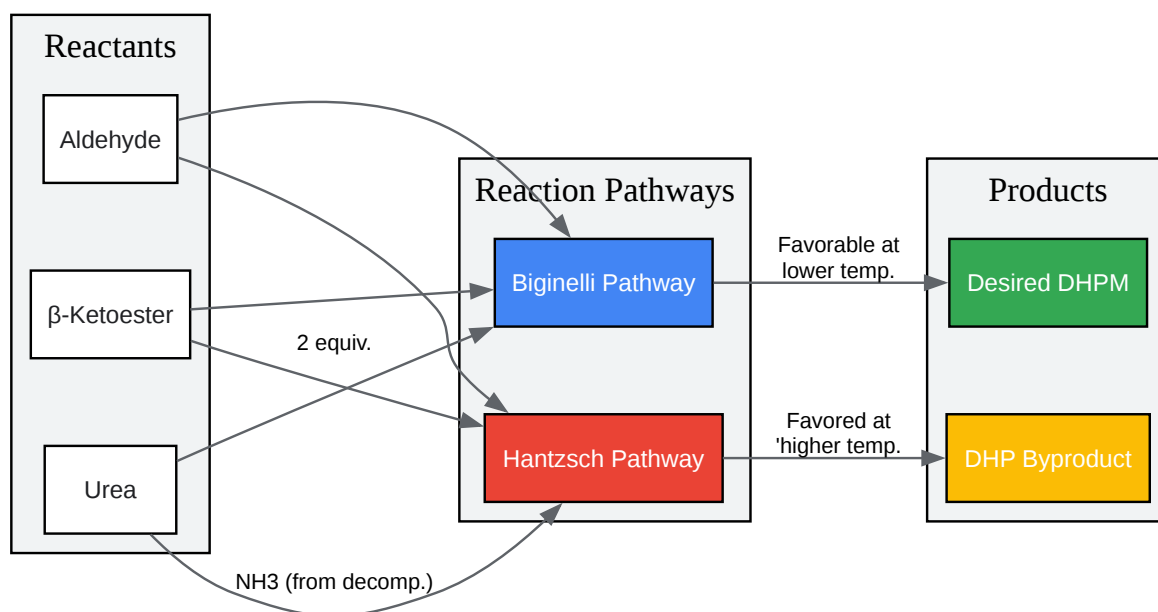 Reactants
Aldehyde
β-Ketoester
Urea
2 equiv.
NH3 (from decomp.)
Reaction Pathways
Biginelli Pathway
Hantzsch Pathway
Favorable at
lower temp.
Favored at
'higher temp.
Products
Desired DHPM
DHP Byproduct